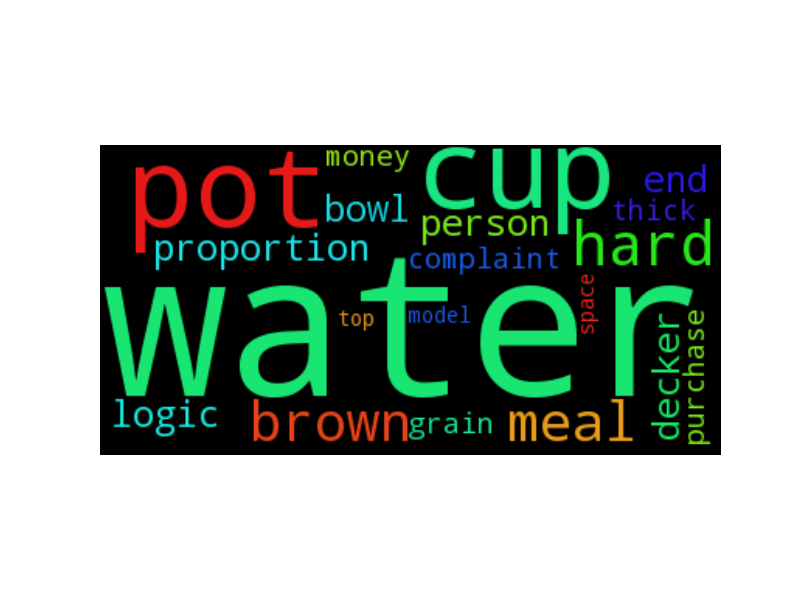 pot
money
cup
end
bowl
thick
person
proportion
complaint
hard
water
top
model
space
decker
purchase
logic
brown
grain
meal